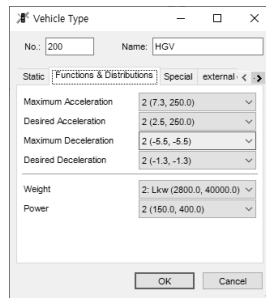 Vehicle Type
No.: 200 Name: HGV
Static Functions & Distributions Special external
Maximum Acceleration 2 (7.3, 250.0)
Desired Acceleration 2 (2.5, 250.0)
Maximum Deceleration 2 (-5.5, -5.5)
Desired Deceleration 2 (-1.3, -1.3)
Weight 2: Lkw (2800.0, 40000.0)
Power 2 (150.0, 400.0)
OK Cancel